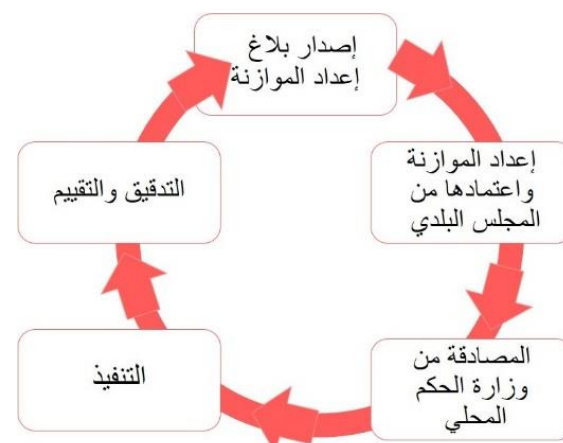 إصدار بلاغ
إعداد الموازنة
إعداد الموازنة
واعتمادها من
المجلس البلدي
المصادقة من
وزارة الحكم
المحلي
التنفيذ
التدقيق والتقييم